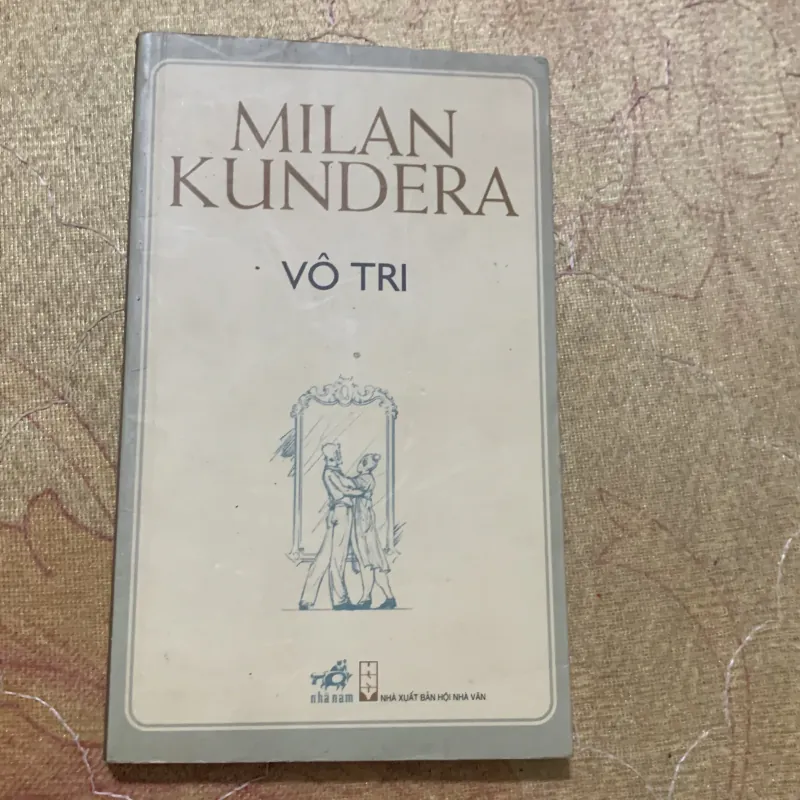 MILAN
KUNDERA
VÔ TRI
nhã nam
NHÀ XUẤT BẢN HỘI NHÀ VĂN